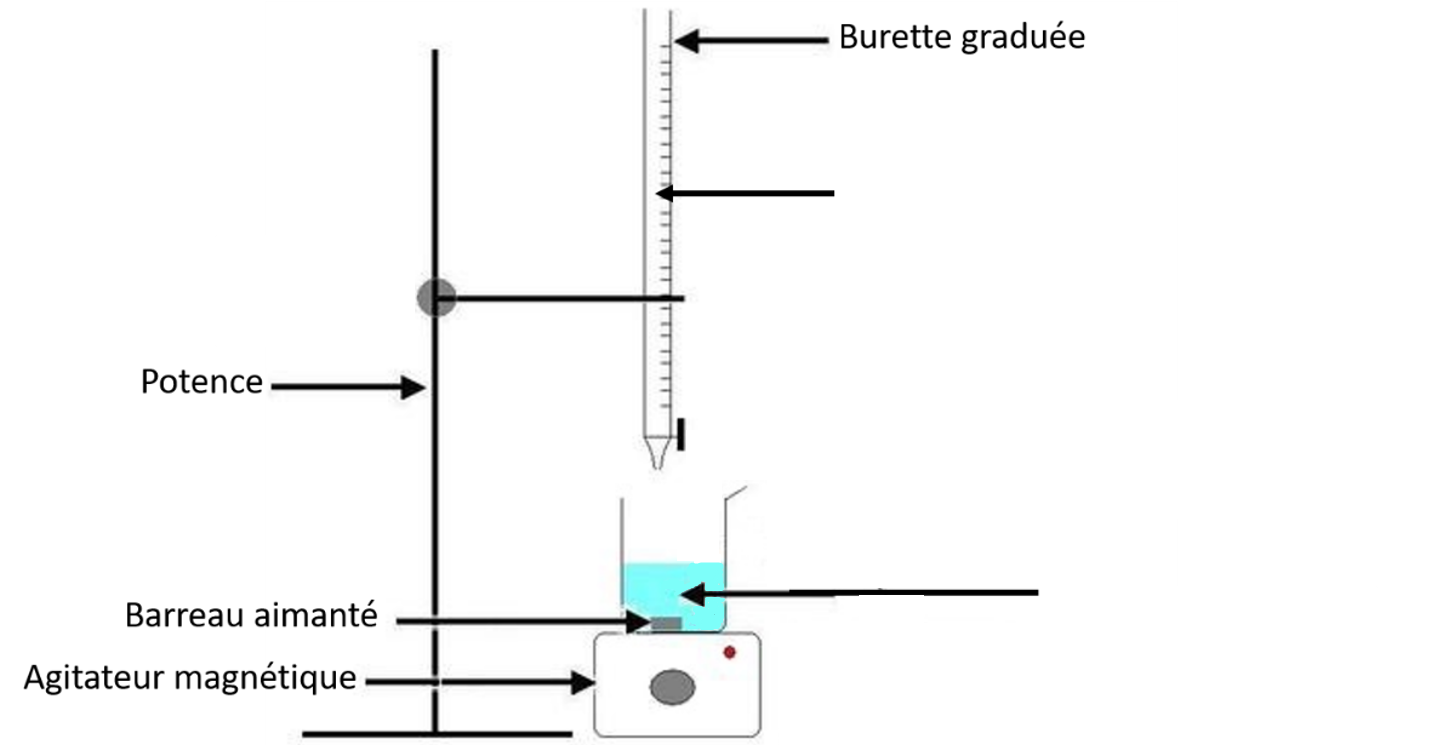 Burette graduée
Potence
Barreau aimanté
Agitateur magnétique